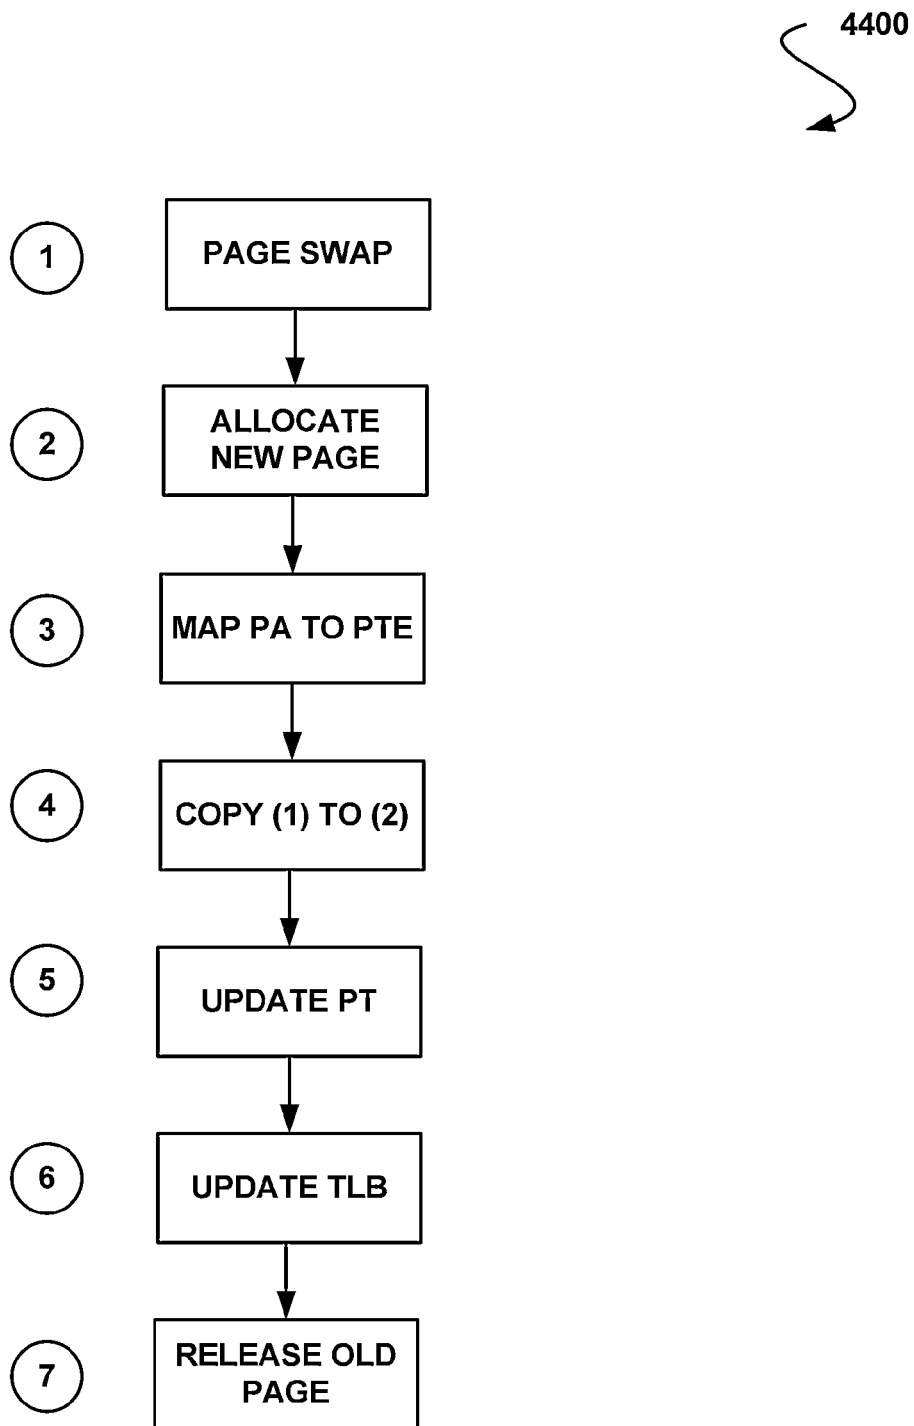 4400
1
PAGE SWAP
2
ALLOCATE
NEW PAGE
3
MAP PA TO PTE
4
COPY (1) TO (2)
5
UPDATE PT
6
UPDATE TLB
7
RELEASE OLD
PAGE